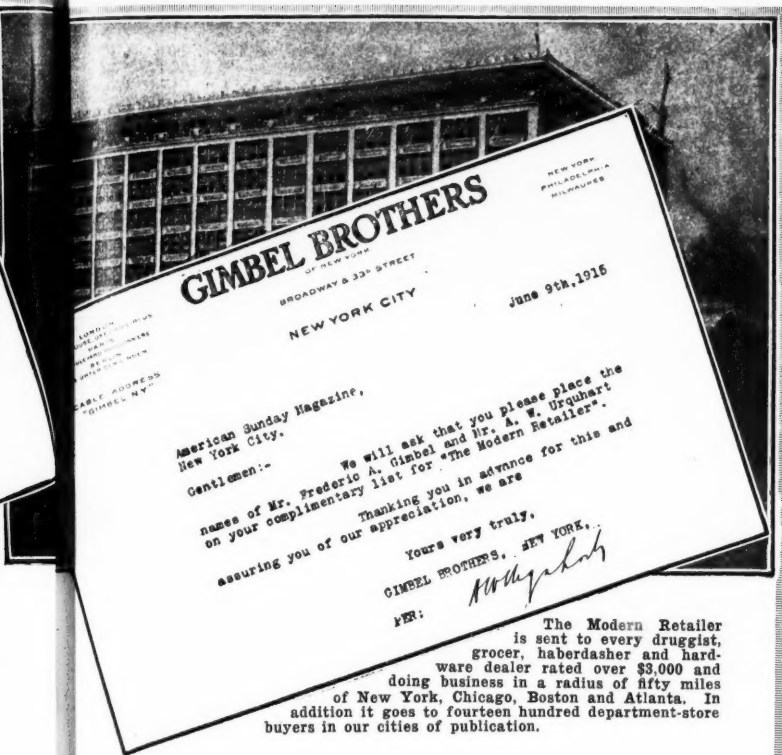 GIMBEL BROTHERS
OF NEW YORK
BROADWAY & 33D STREET
NEW YORK CITY
NEW YORK
PHILADELPHIA
MILWAUKEE
LONDON
PARIS
BERLIN
CABLE ADDRESS
"GIMBEL NY"
June 9th,1916
American Sunday Magazine,
New York City.
Gentlemen:-
We will ask that you please place the
names of Mr. Frederic A. Gimbel and Mr. A. W. Urquhart
on your complimentary list for "The Modern Retailer".
Thanking you in advance for this and
assuring you of our appreciation, we are
Yours very truly,
GIMBEL BROTHERS, NEW YORK,
PER:
The Modern Retailer
is sent to every druggist,
grocer, haberdasher and hard-
ware dealer rated over $3,000 and
doing business in a radius of fifty miles
of New York, Chicago, Boston and Atlanta. In
addition it goes to fourteen hundred department-store
buyers in our cities of publication.